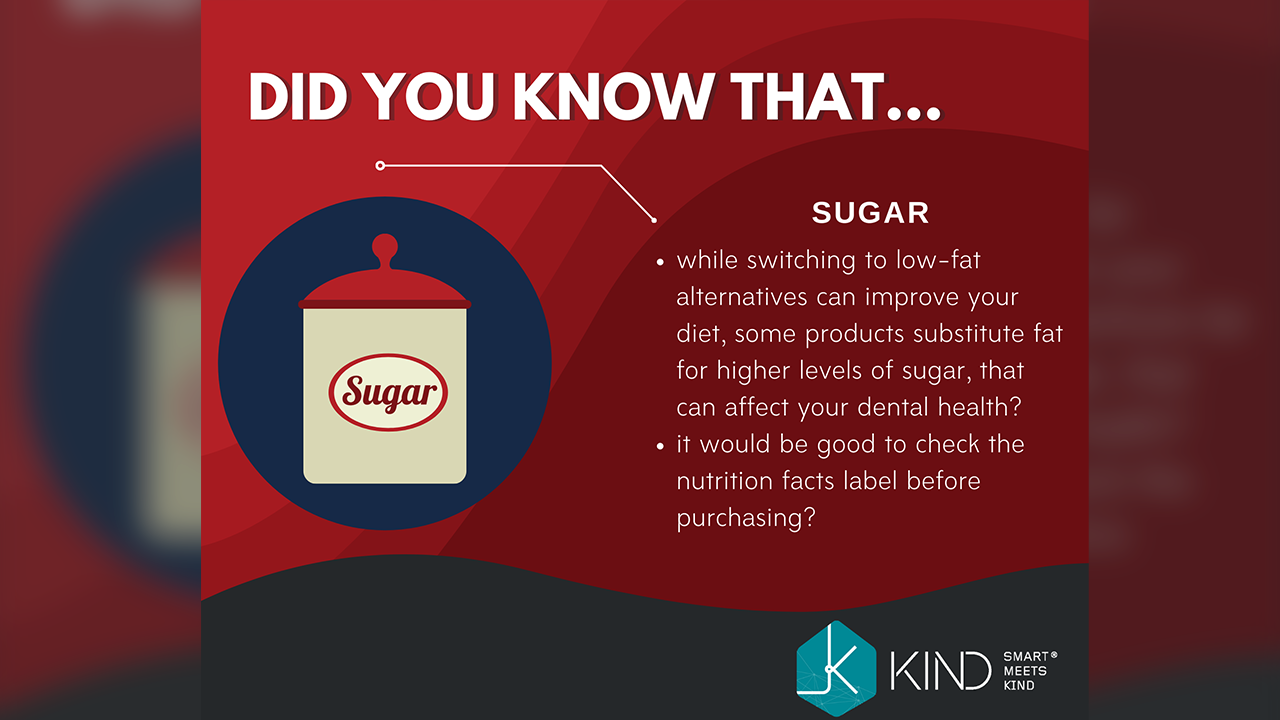 DID YOU KNOW THAT...
SUGAR
Sugar
• while switching to low-fat
alternatives can improve your
diet, some products substitute fat
for higher levels of sugar, that
can affect your dental health?
• it would be good to check the
nutrition facts label before
purchasing?
KIND
SMART®
MEETS
KIND